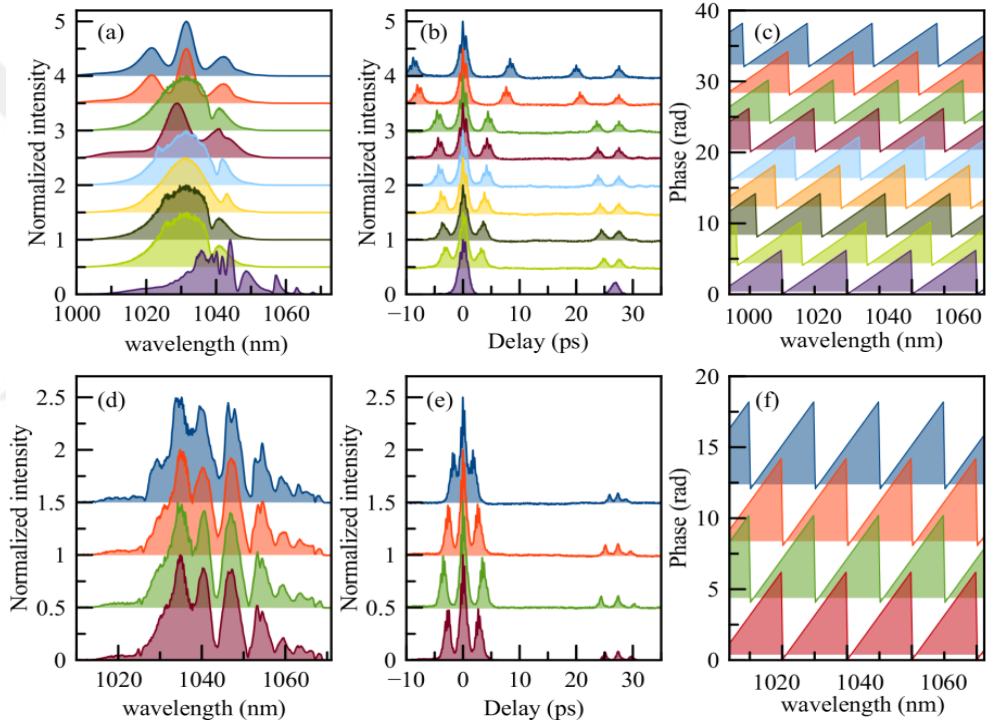 (a)
5
4
3
2
1
0
Normalized intensity
1000 1020 1040 1060
wavelength (nm)
(b)
5
4
3
2
1
0
Normalized intensity
−10 0 10 20 30
Delay (ps)
(c)
40
30
20
10
0
Phase (rad)
1000 1020 1040 1060
wavelength (nm)
(d)
2.5
2
1.5
1
0.5
0
Normalized intensity
1020 1040 1060
wavelength (nm)
(e)
2.5
2
1.5
1
0.5
0
Normalized intensity
−10 0 10 20 30
Delay (ps)
(f)
20
15
10
5
0
Phase (rad)
1020 1040 1060
wavelength (nm)